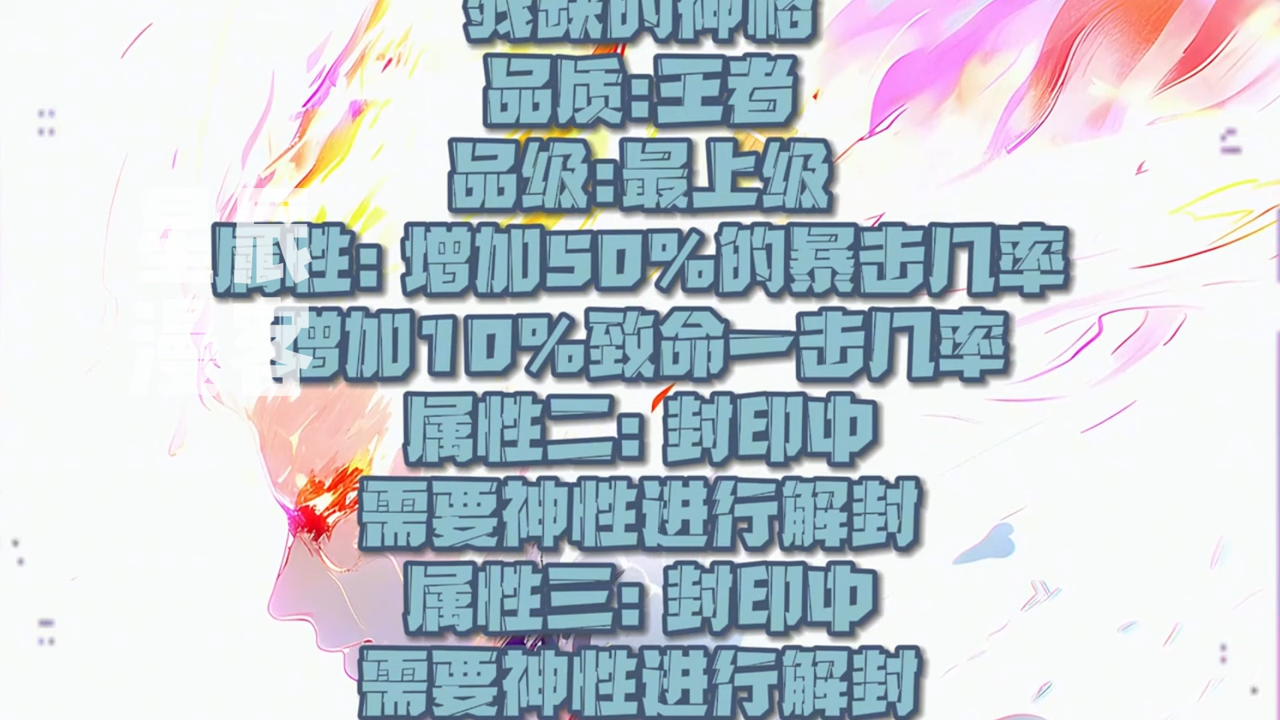 残缺的神格
品质:王者
品级:最上级
属性: 增加50%的暴击几率
增加10%致命一击几率
属性二: 封印中
需要神性进行解封
属性三: 封印中
需要神性进行解封